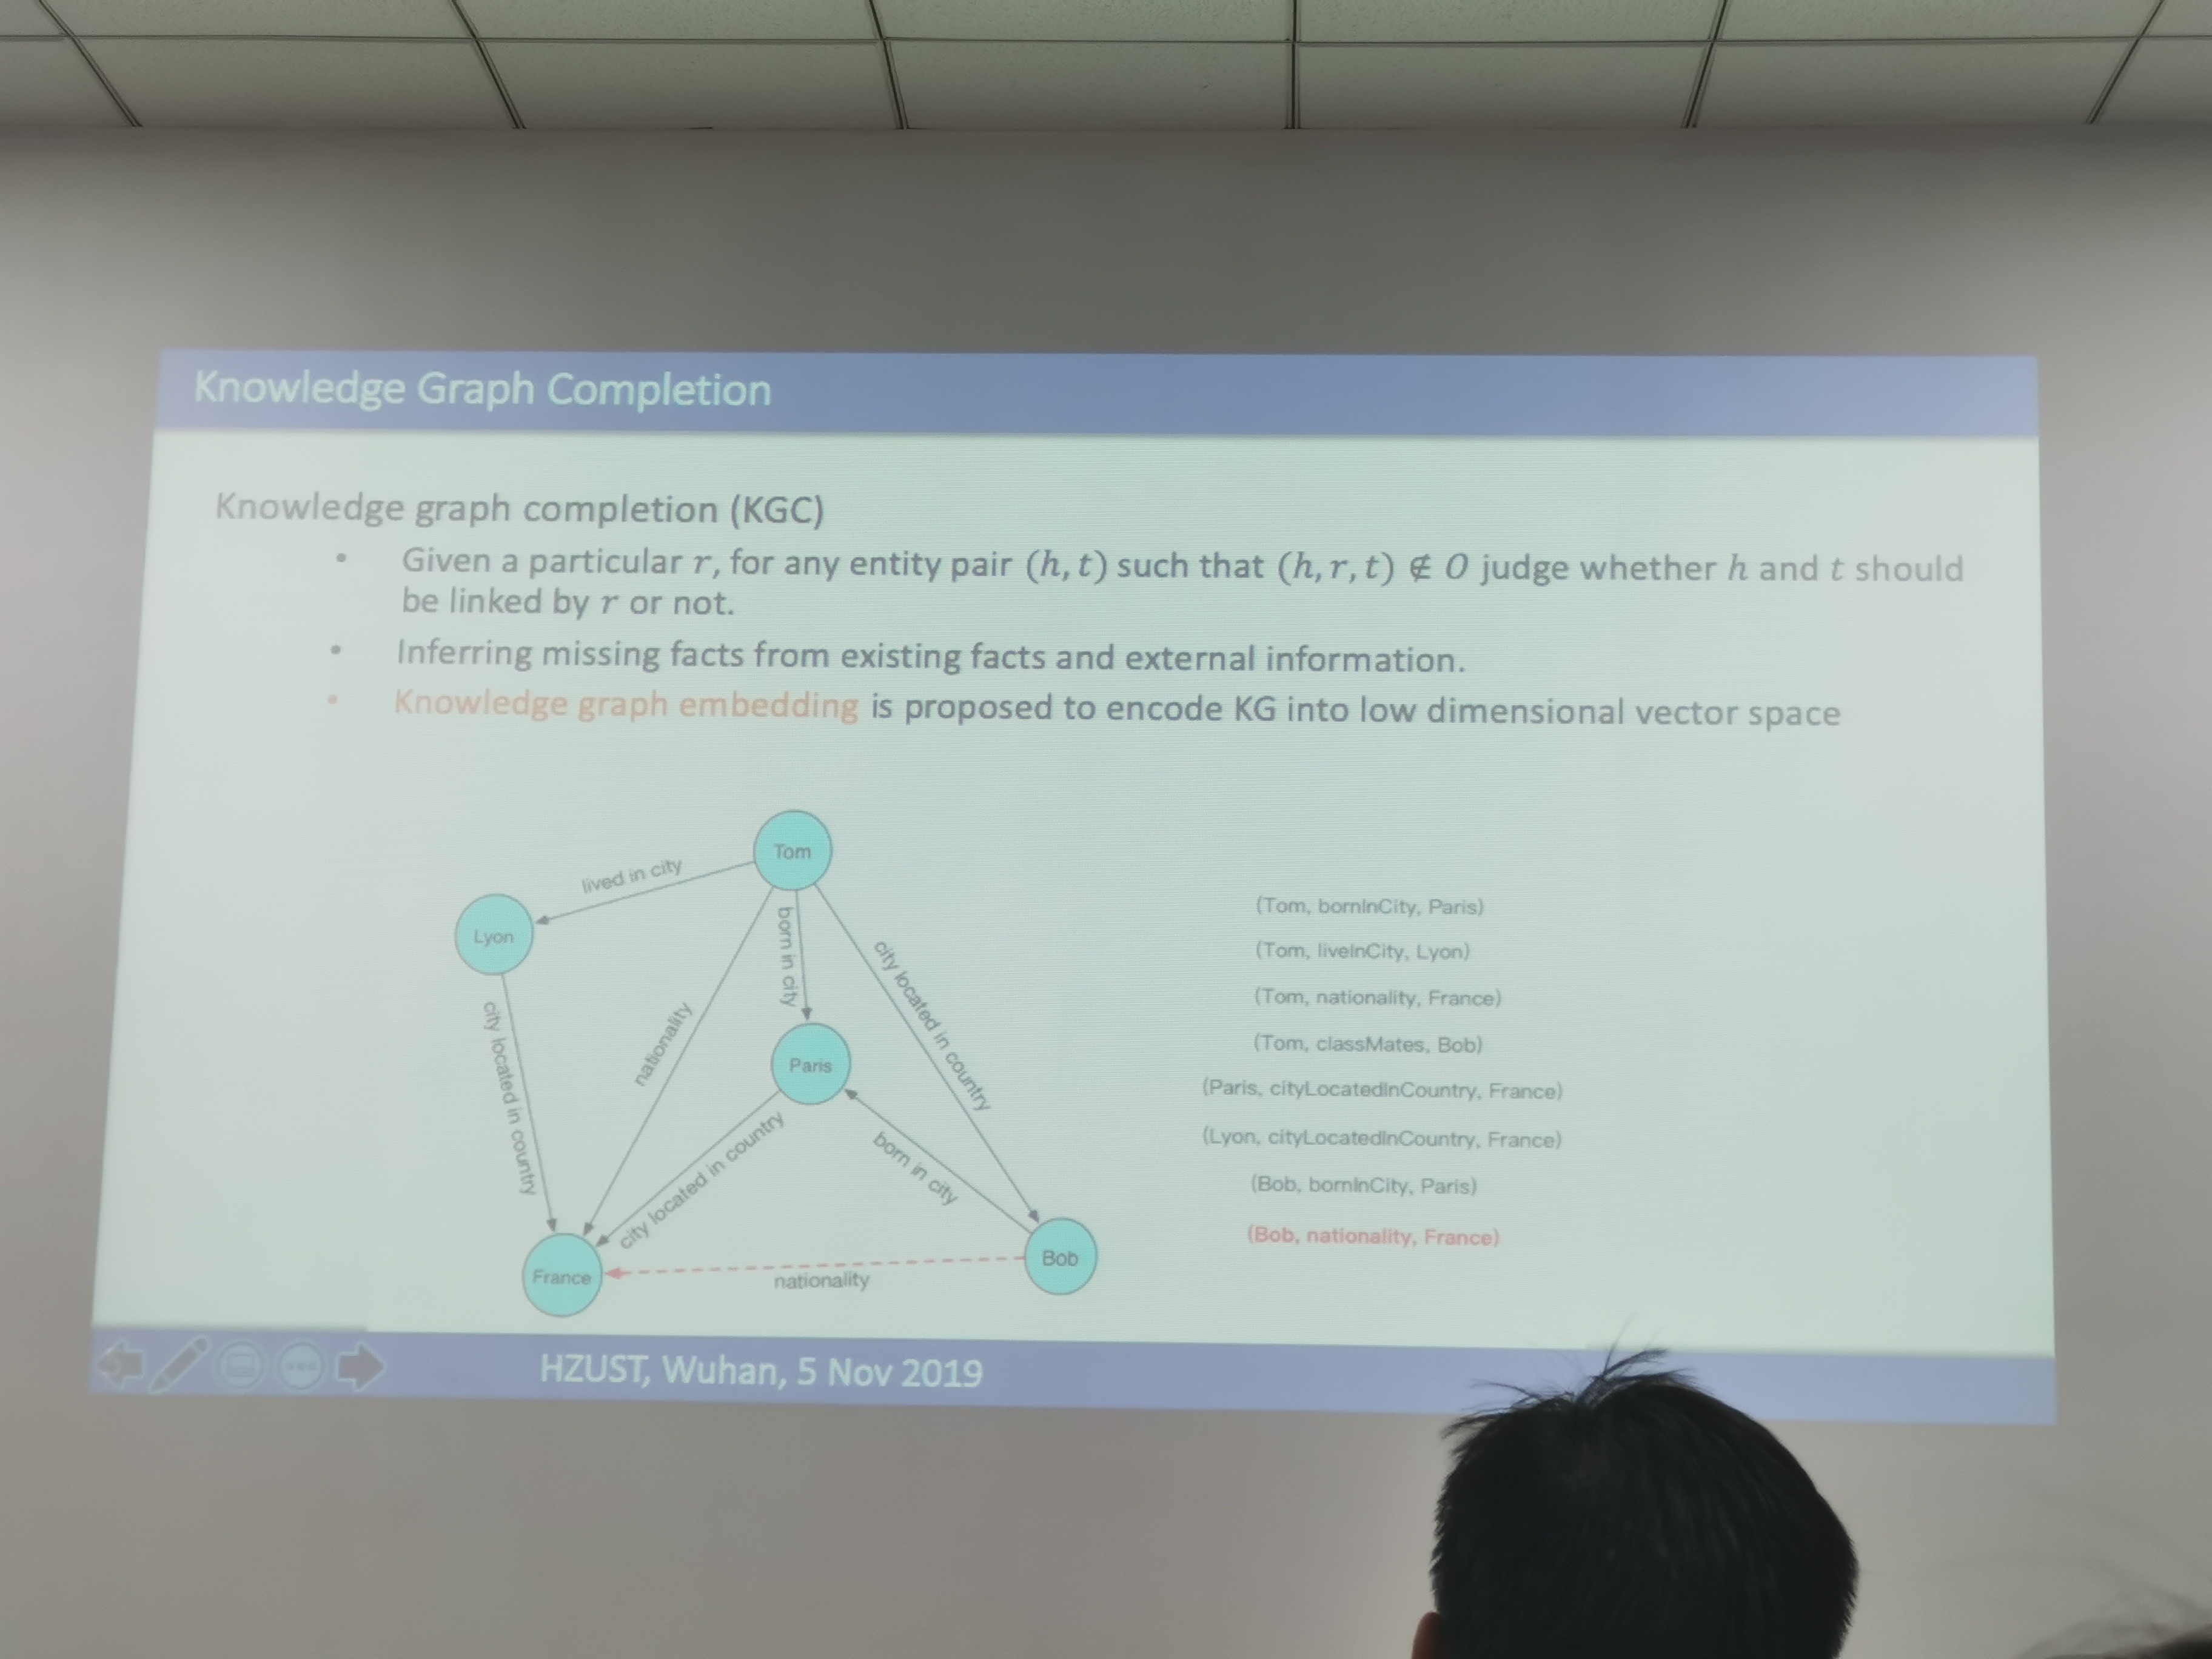 Knowledge Graph Completion
Knowledge graph completion (KGC)
• Given a particular r, for any entity pair (h, t) such that (h, r, t) ∉ O judge whether h and t should
be linked by r or not.
• Inferring missing facts from existing facts and external information.
• Knowledge graph embedding is proposed to encode KG into low dimensional vector space
Tom
lived in city
Lyon
born in city
city located in country
nationality
city located in country
Paris
city located in country
born in city
France
nationality
Bob
(Tom, bornInCity, Paris)
(Tom, liveInCity, Lyon)
(Tom, nationality, France)
(Tom, classMates, Bob)
(Paris, cityLocatedInCountry, France)
(Lyon, cityLocatedInCountry, France)
(Bob, bornInCity, Paris)
(Bob, nationality, France)
HZUST, Wuhan, 5 Nov 2019